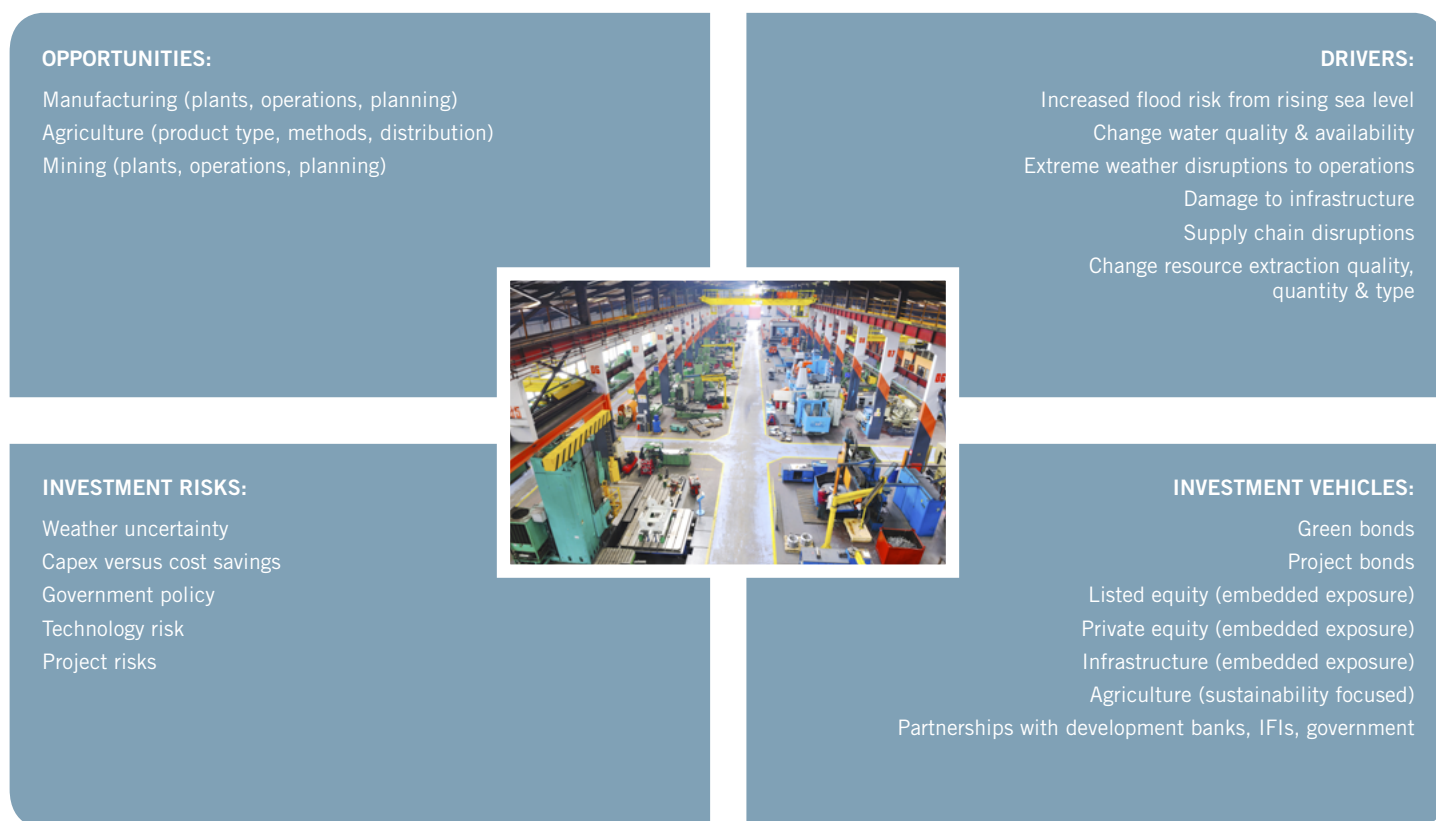 OPPORTUNITIES:
Manufacturing (plants, operations, planning)
Agriculture (product type, methods, distribution)
Mining (plants, operations, planning)
DRIVERS:
Increased flood risk from rising sea level
Change water quality & availability
Extreme weather disruptions to operations
Damage to infrastructure
Supply chain disruptions
Change resource extraction quality,
quantity & type
INVESTMENT RISKS:
Weather uncertainty
Capex versus cost savings
Government policy
Technology risk
Project risks
INVESTMENT VEHICLES:
Green bonds
Project bonds
Listed equity (embedded exposure)
Private equity (embedded exposure)
Infrastructure (embedded exposure)
Agriculture (sustainability focused)
Partnerships with development banks, IFIs, government